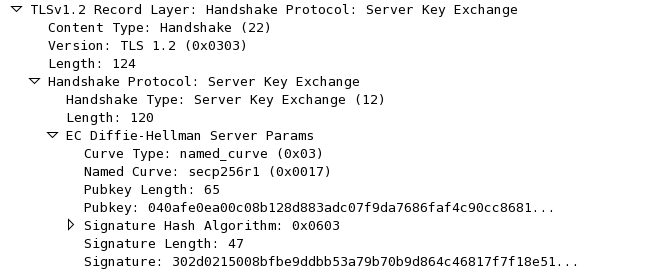 TLSv1.2 Record Layer: Handshake Protocol: Server Key Exchange
Content Type: Handshake (22)
Version: TLS 1.2 (0x0303)
Length: 124
Handshake Protocol: Server Key Exchange
Handshake Type: Server Key Exchange (12)
Length: 120
EC Diffie-Hellman Server Params
Curve Type: named_curve (0x03)
Named Curve: secp256r1 (0x0017)
Pubkey Length: 65
Pubkey: 040afe0ea00c08b128d883adc07f9da7686faf4c90cc8681...
Signature Hash Algorithm: 0x0603
Signature Length: 47
Signature: 302d0215008bfbe9ddbb53a79b70b9d864c46817f7f18e51...